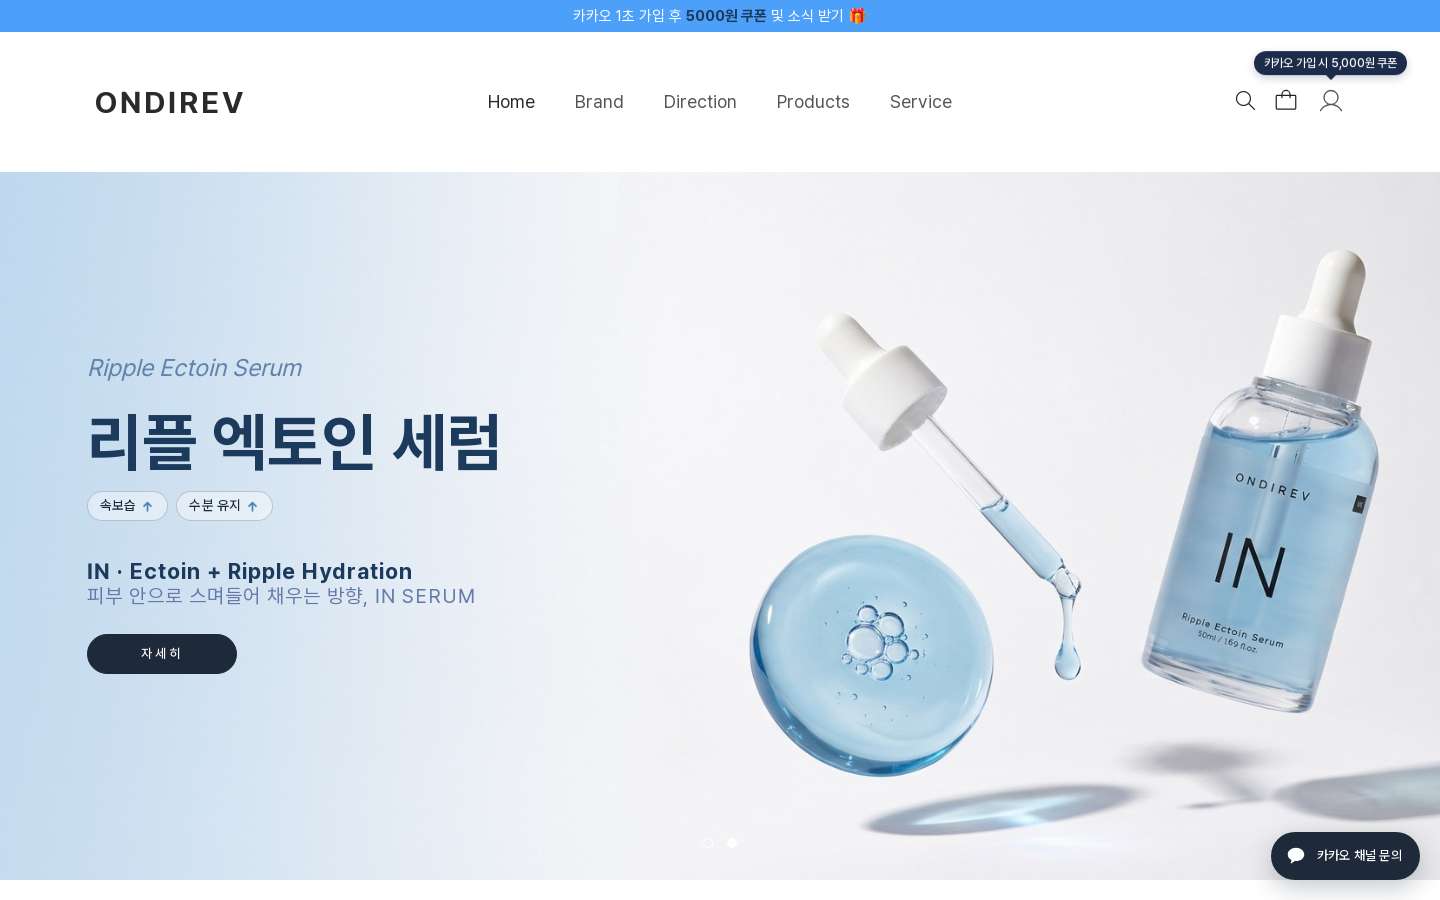 카카오 1초 가입 후 5000원 쿠폰 및 소식 받기 🎁
카카오 가입 시 5,000원 쿠폰
ONDIREV
Home Brand Direction Products Service
Ripple Ectoin Serum
리플 엑토인 세럼
속보습 ↑ 수분 유지 ↑
IN · Ectoin + Ripple Hydration
피부 안으로 스며들어 채우는 방향, IN SERUM
자세히
ONDIREV
IN
Ripple Ectoin Serum
50ml / 1.69 fl.oz.
카카오 채널 문의